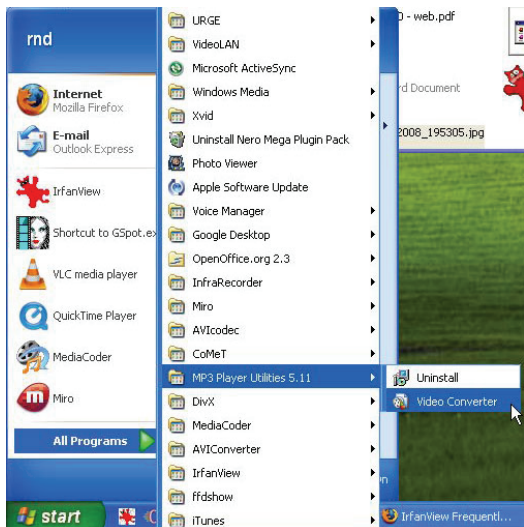 rnd
Internet
Mozilla Firefox
E-mail
Outlook Express
IrfanView
Shortcut to GSpot.ex
VLC media player
QuickTime Player
MediaCoder
Miro
All Programs
start
URGE
VideoLAN
Microsoft ActiveSync
Windows Media
Xvid
Uninstall Nero Mega Plugin Pack
Photo Viewer
Apple Software Update
Voice Manager
Google Desktop
OpenOffice.org 2.3
InfraRecorder
Miro
AVIcodec
CoMeT
MP3 Player Utilities 5.11
DivX
MediaCoder
AVIConverter
IrfanView
ffdshow
iTunes
Uninstall
Video Converter
- web.pdf
rd Document
2008_195305.jpg
IrfanView Frequentl...